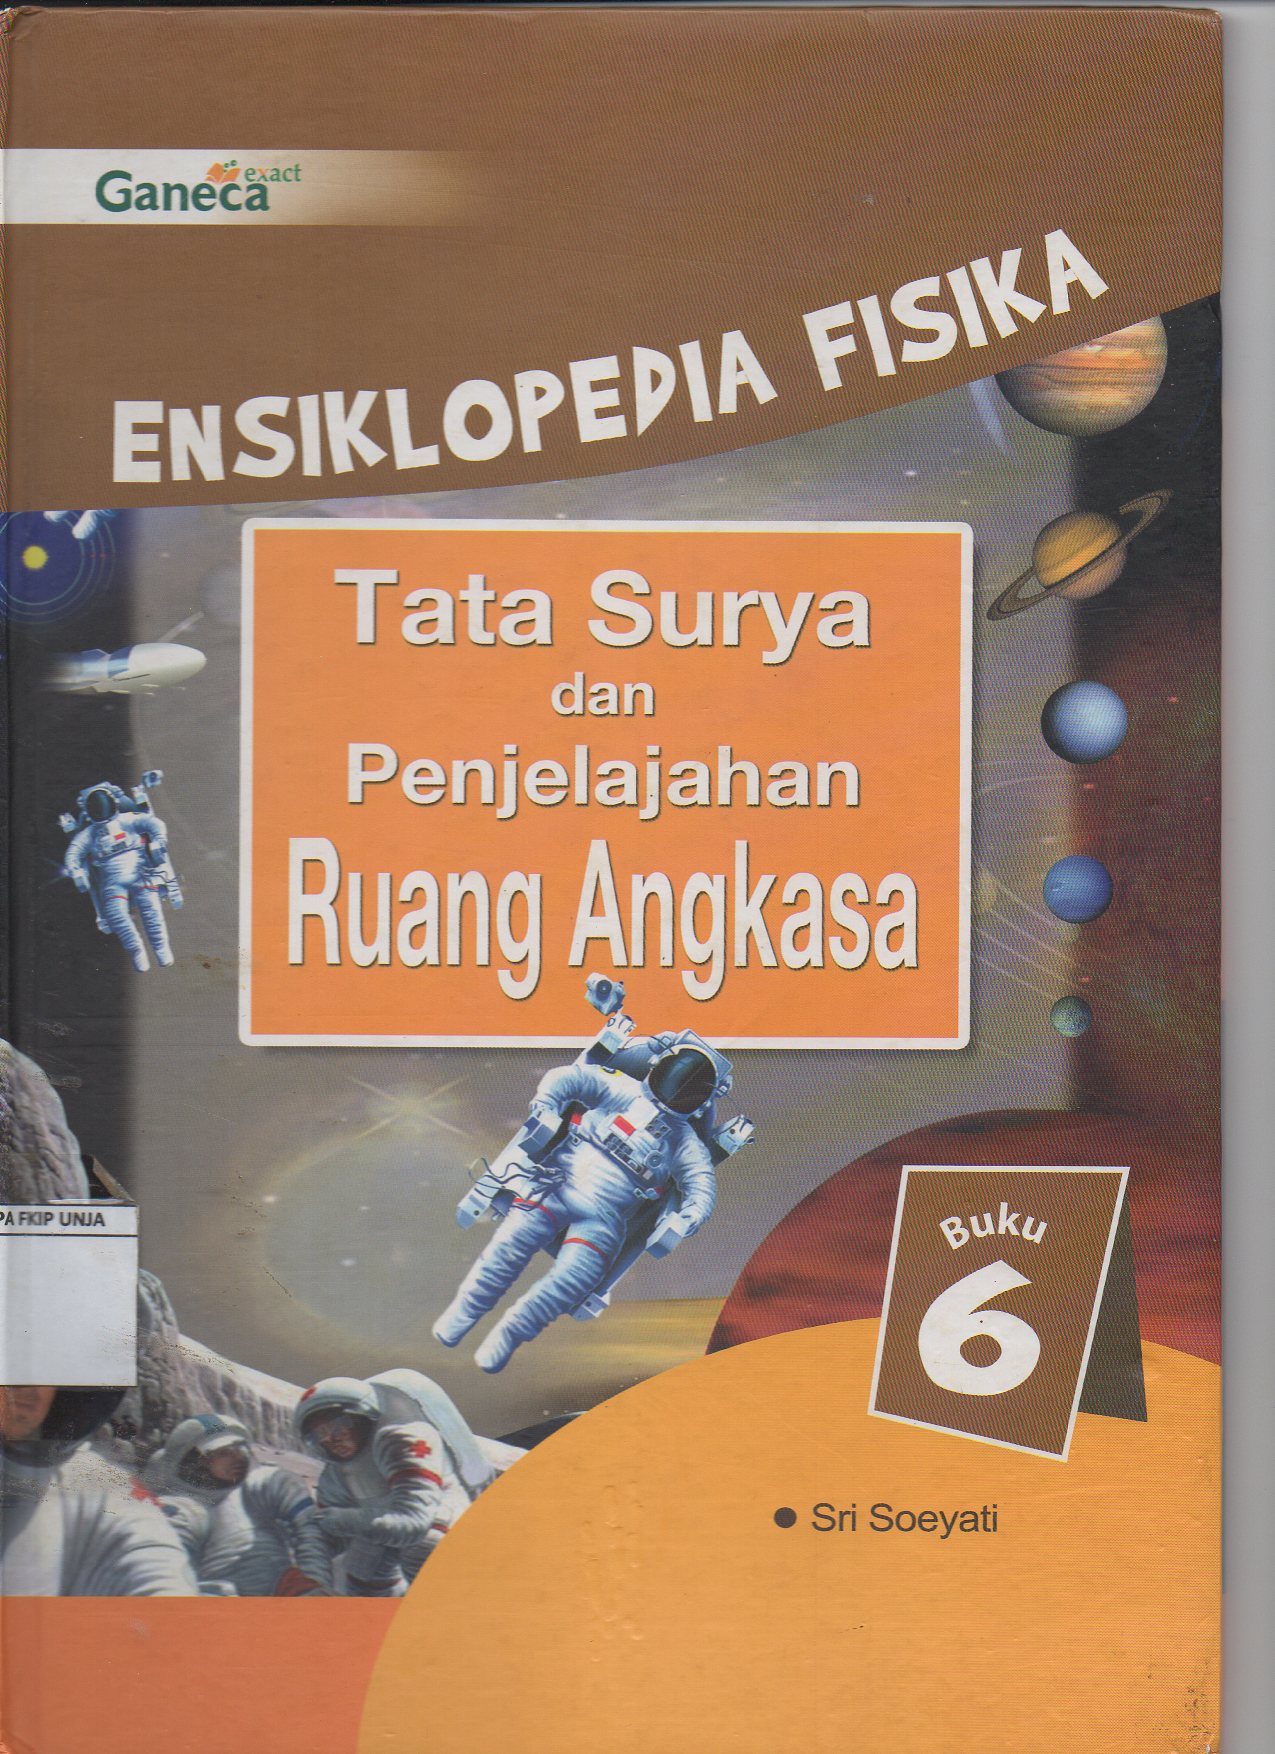 Ganeca exact
ENSIKLOPEDIA FISIKA
Tata Surya
dan
Penjelajahan
Ruang Angkasa
PA FKIP UNJA
Buku
6
• Sri Soeyati